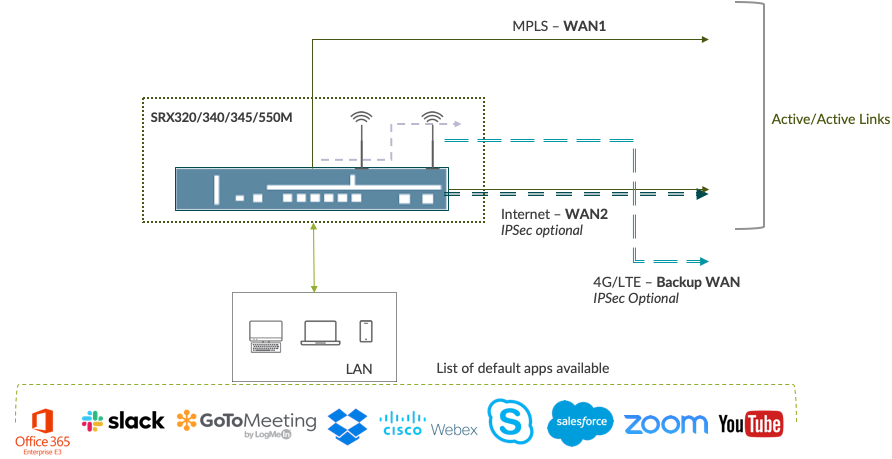 MPLS – WAN1
SRX320/340/345/550M
Active/Active Links
Internet – WAN2
IPSec optional
4G/LTE – Backup WAN
IPSec Optional
LAN
List of default apps available
Office 365
Enterprise E3
slack
GoToMeeting
by LogMeIn
CISCO Webex
S
salesforce
zoom
YouTube